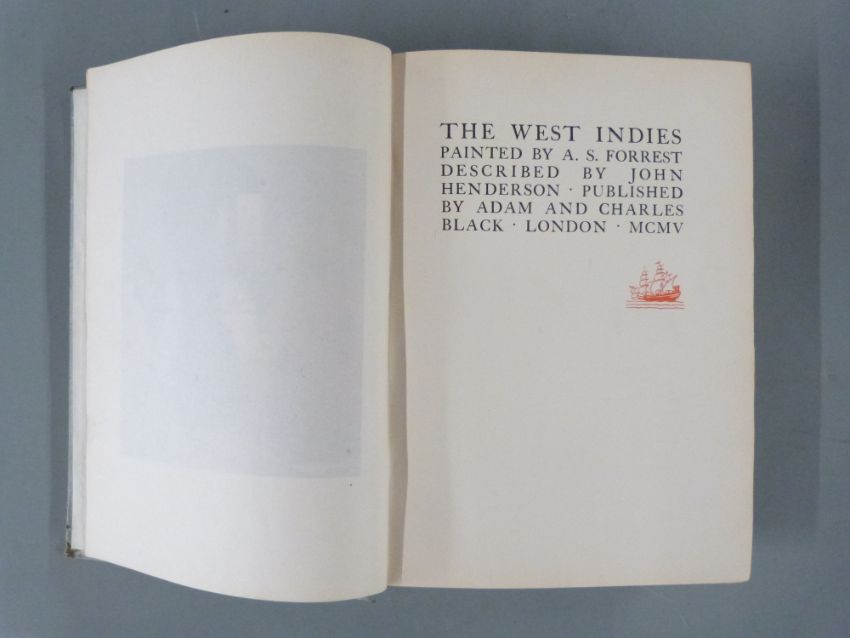 THE WEST INDIES
PAINTED BY A. S. FORREST
DESCRIBED BY JOHN
HENDERSON · PUBLISHED
BY ADAM AND CHARLES
BLACK · LONDON · MCMV